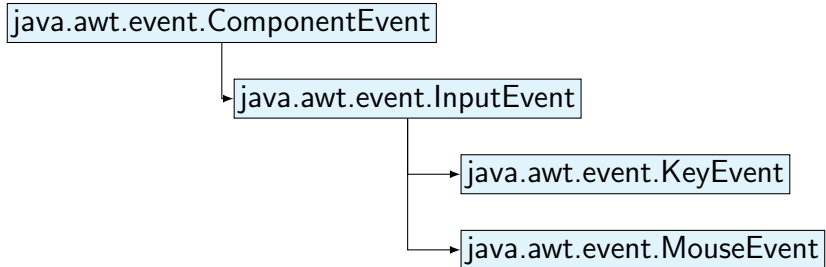 java.awt.event.ComponentEvent
java.awt.event.InputEvent
java.awt.event.KeyEvent
java.awt.event.MouseEvent